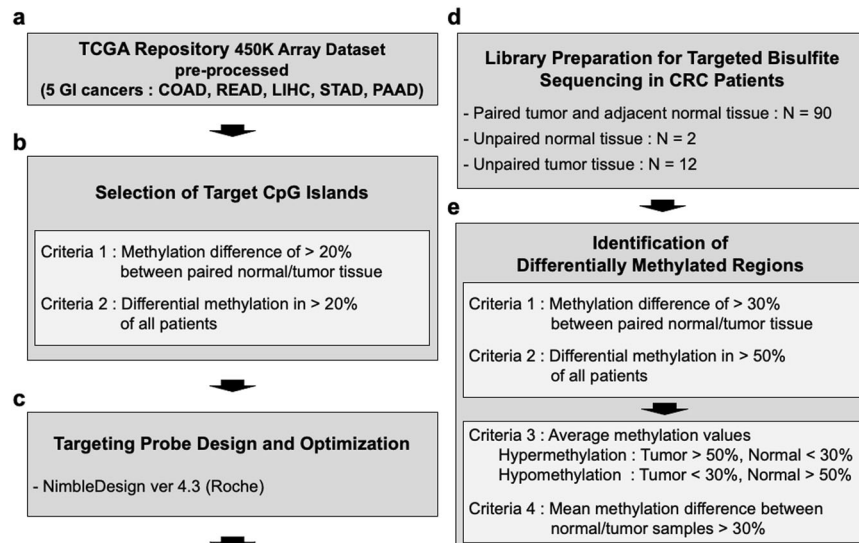 a
TCGA Repository 450K Array Dataset
pre-processed
(5 GI cancers : COAD, READ, LIHC, STAD, PAAD)
b
Selection of Target CpG Islands
Criteria 1 : Methylation difference of > 20%
between paired normal/tumor tissue
Criteria 2 : Differential methylation in > 20%
of all patients
c
Targeting Probe Design and Optimization
- NimbleDesign ver 4.3 (Roche)
d
Library Preparation for Targeted Bisulfite
Sequencing in CRC Patients
- Paired tumor and adjacent normal tissue : N = 90
- Unpaired normal tissue : N = 2
- Unpaired tumor tissue : N = 12
e
Identification of
Differentially Methylated Regions
Criteria 1 : Methylation difference of > 30%
between paired normal/tumor tissue
Criteria 2 : Differential methylation in > 50%
of all patients
Criteria 3 : Average methylation values
Hypermethylation : Tumor > 50%, Normal < 30%
Hypomethylation : Tumor < 30%, Normal > 50%
Criteria 4 : Mean methylation difference between
normal/tumor samples > 30%